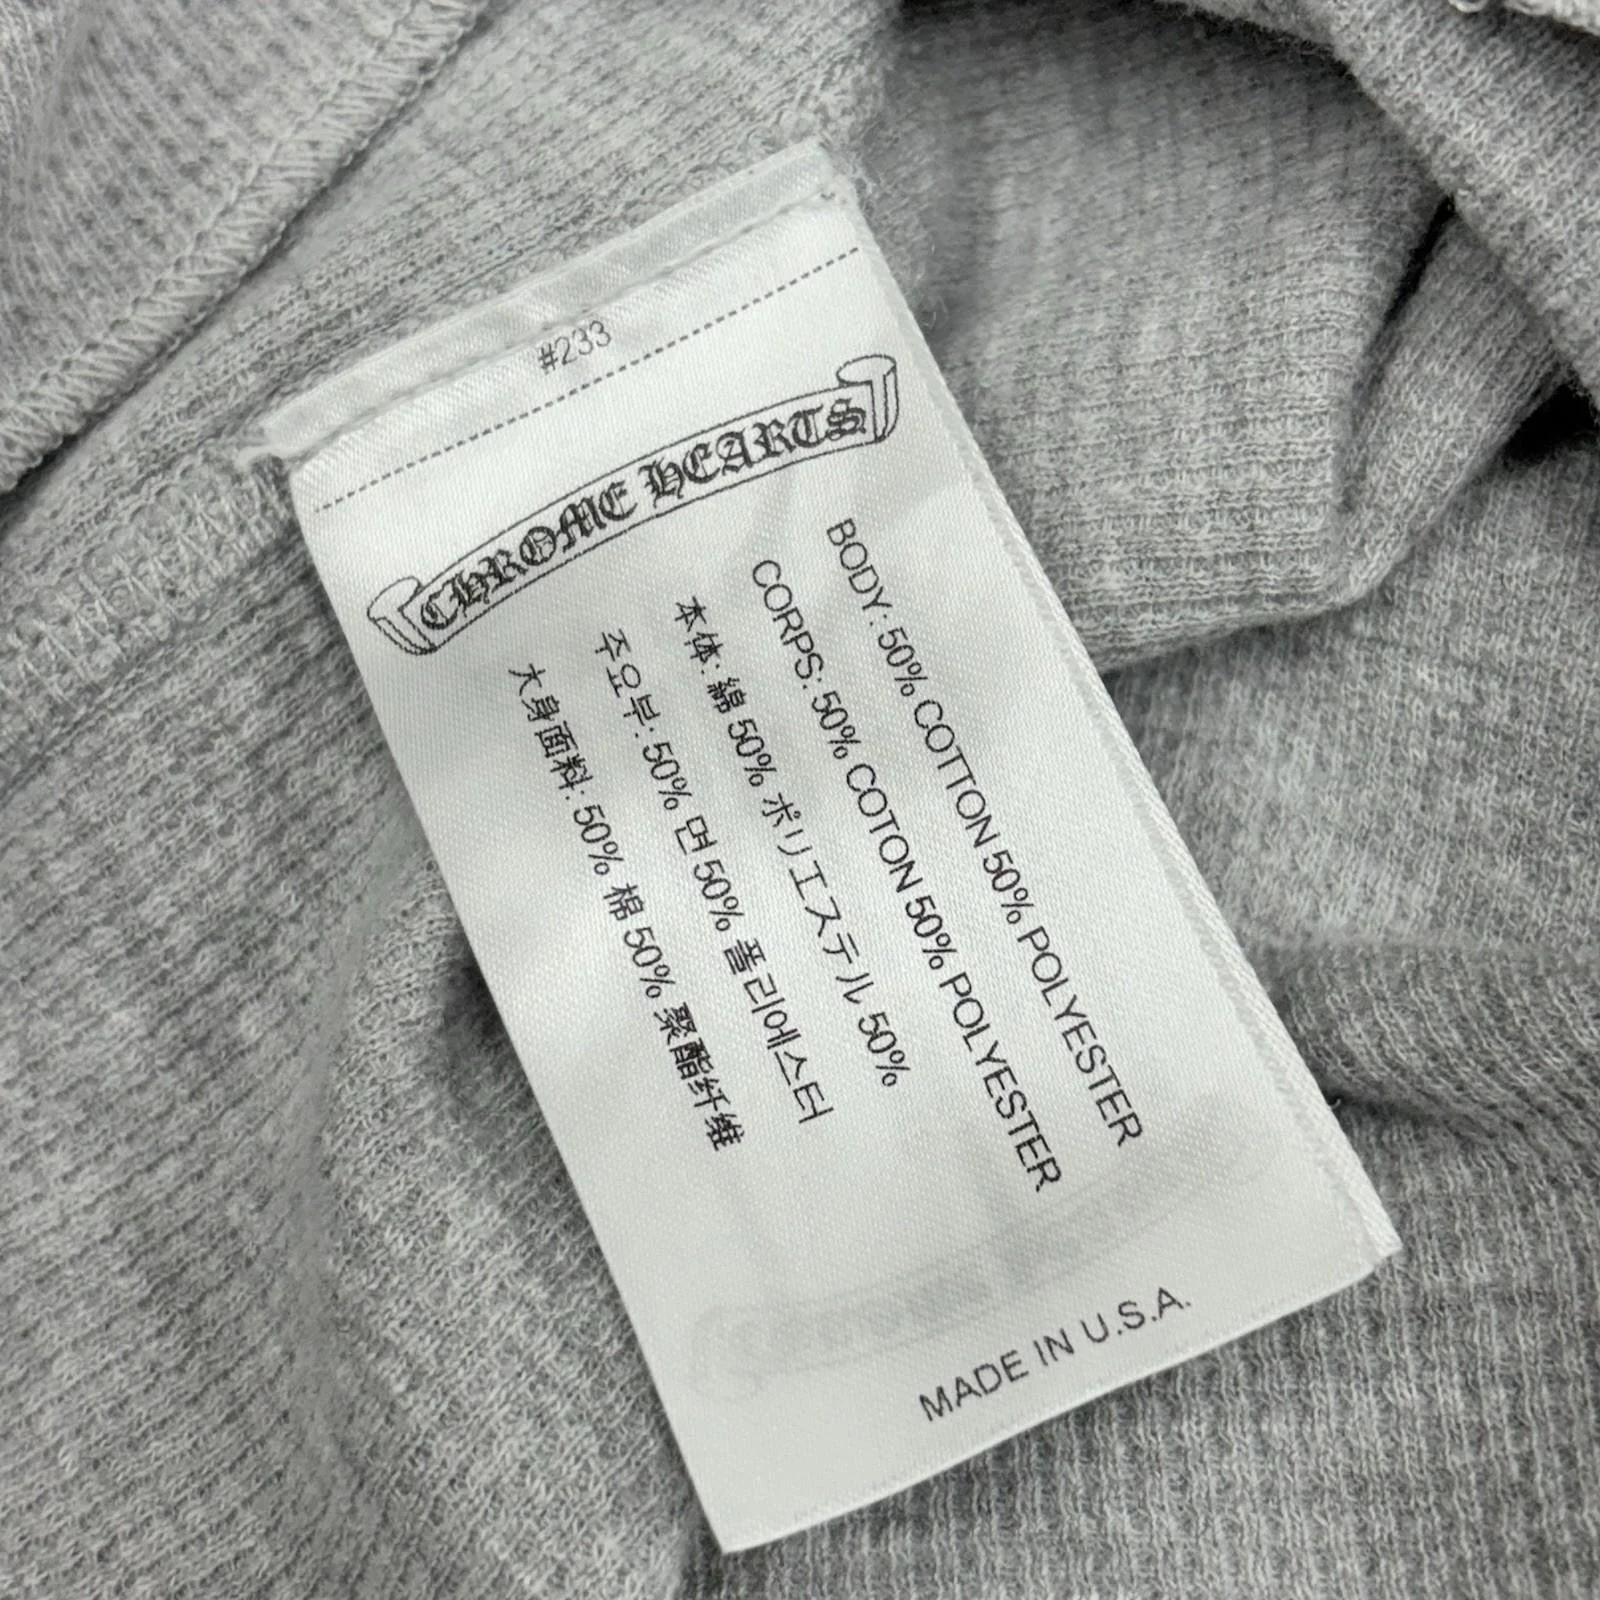 #233
CHROME HEARTS
BODY: 50% COTTON 50% POLYESTER
CORPS: 50% COTON 50% POLYESTER
本体: 綿 50% ポリエステル 50%
주요부: 50% 면 50% 폴리에스터
大身面料: 50% 棉 50% 聚酯纤维
MADE IN U.S.A.